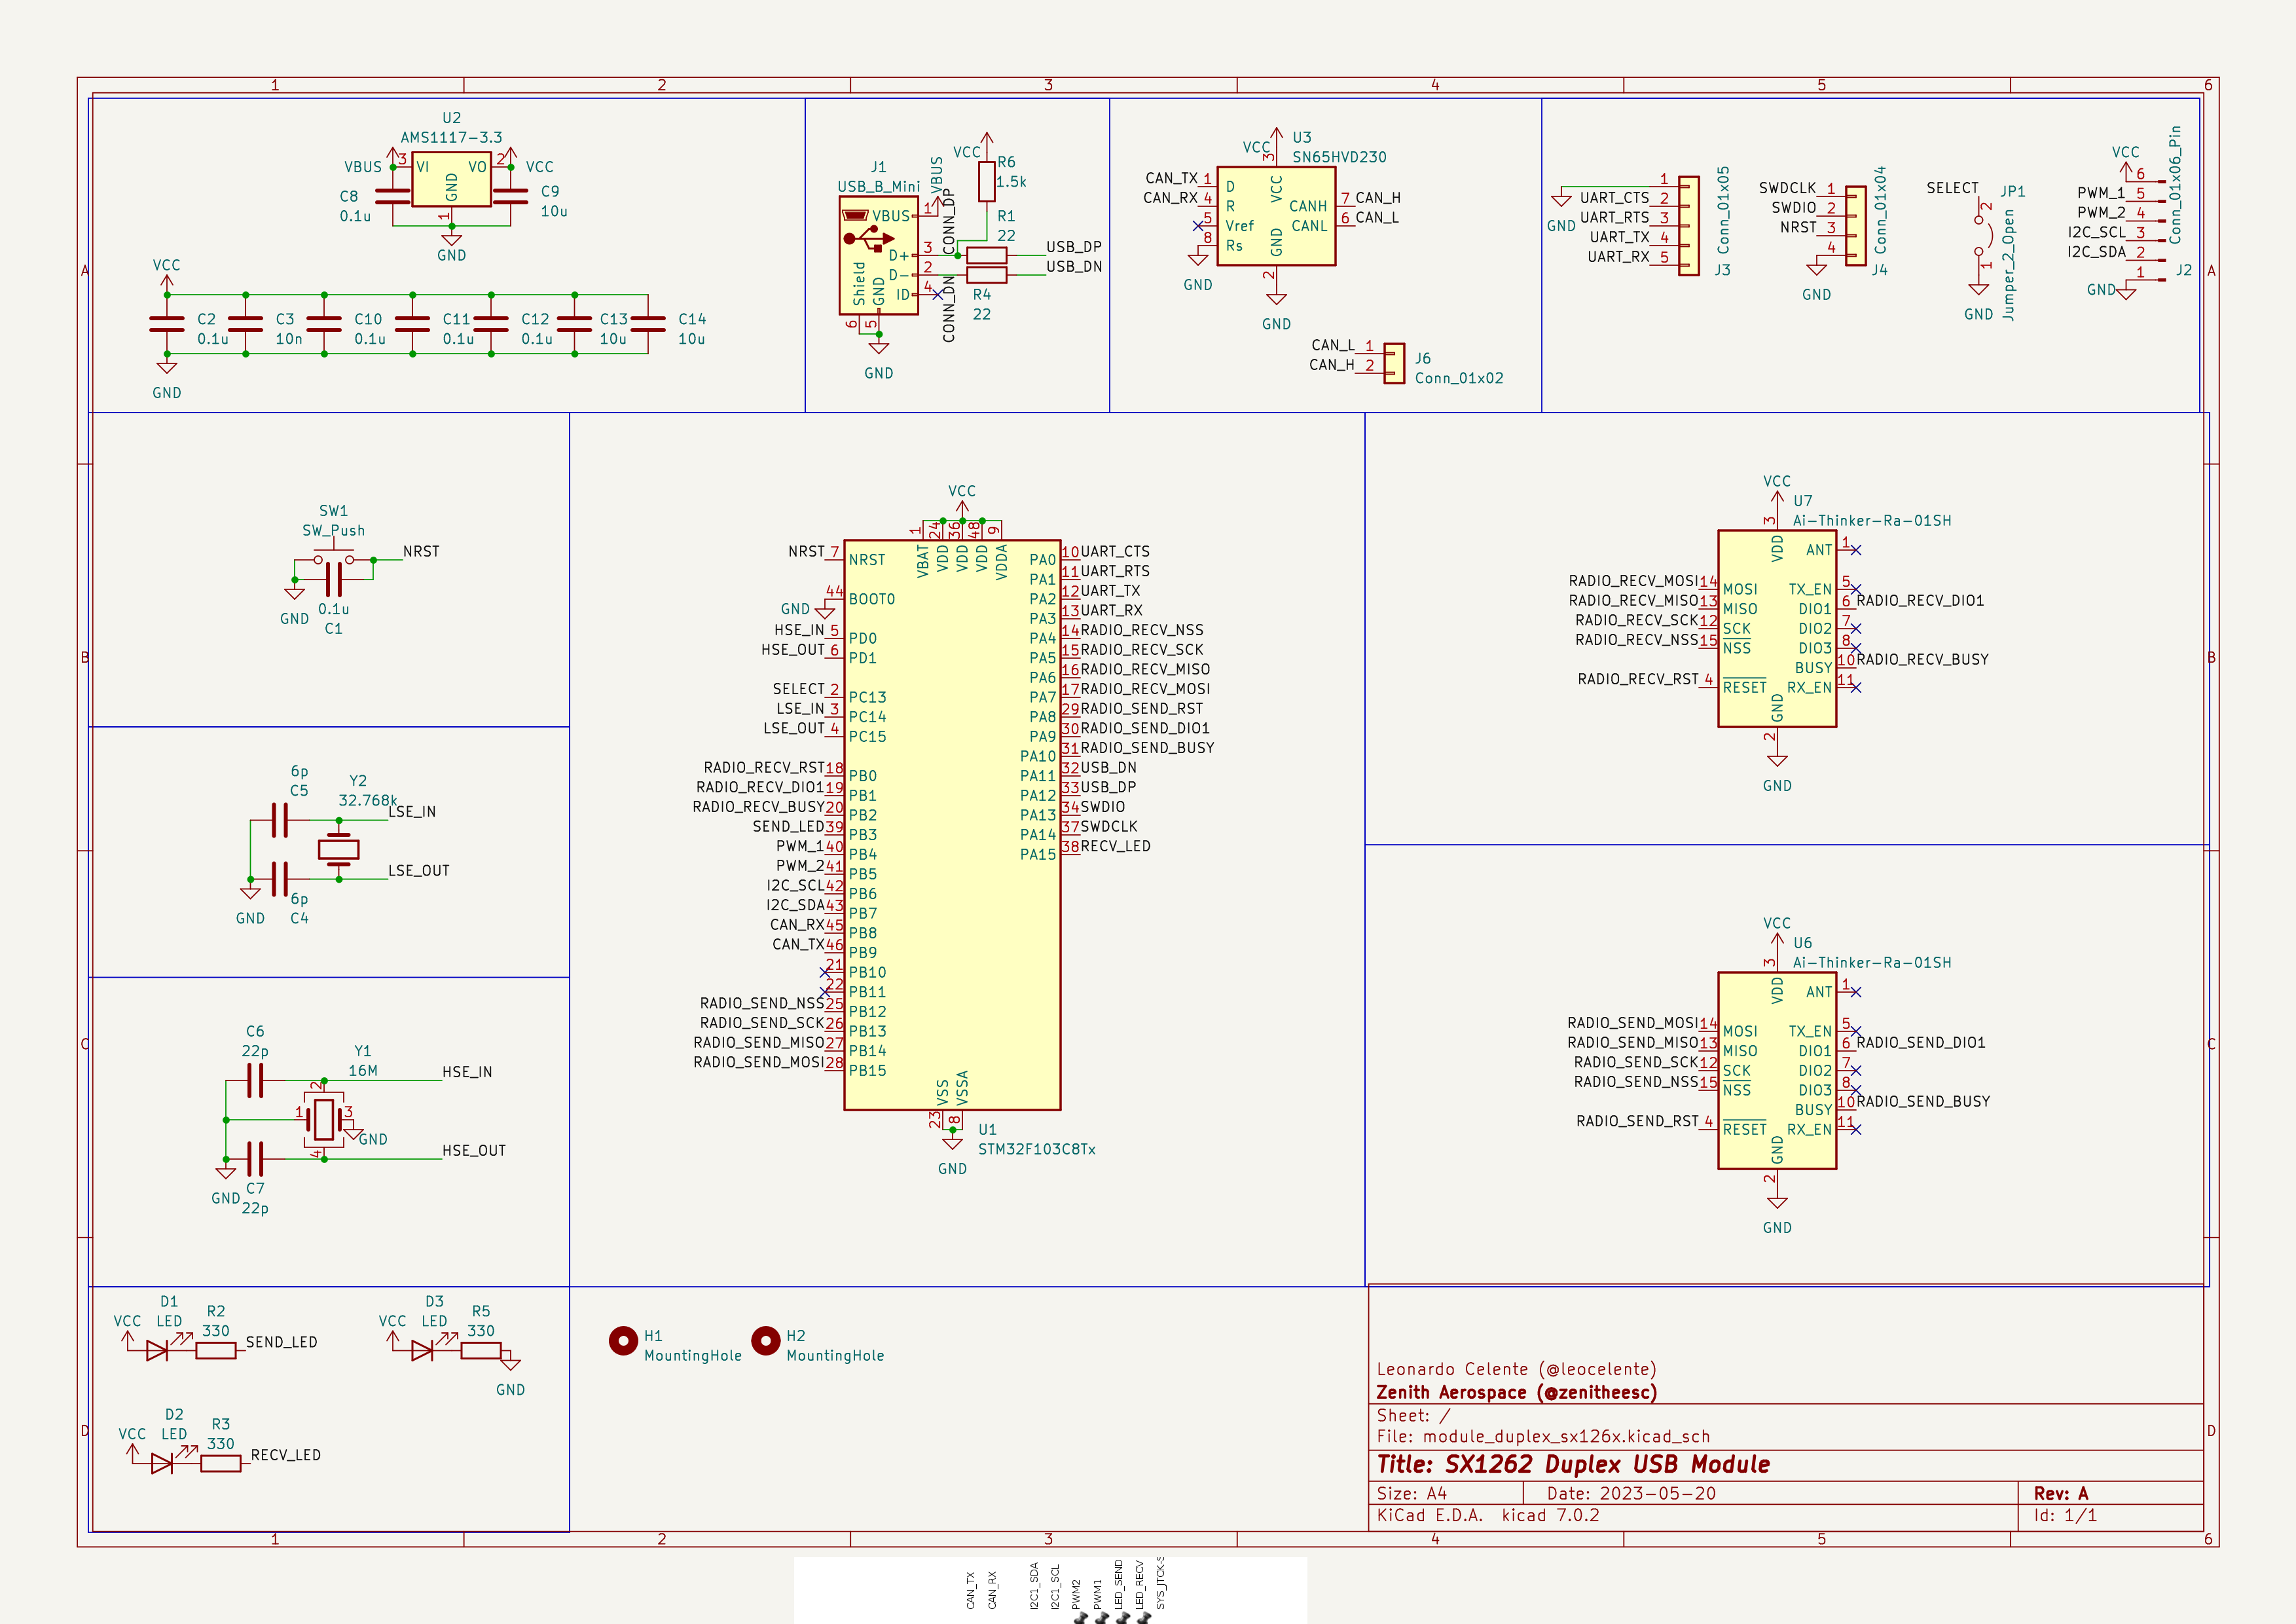 1 2 3 4 5 6
A
B
C
D
U2
AMS1117-3.3
VBUS 3 VI VO 2 VCC
GND
1
C8
0.1u
C9
10u
GND
VCC
C2
0.1u
C3
10n
C10
0.1u
C11
0.1u
C12
0.1u
C13
10u
C14
10u
GND
J1
USB_B_Mini
VBUS 1
D+ 3
D- 2
ID 4
Shield
GND
6 5
GND
VBUS
CONN_DP
CONN_DN
VCC
R6
1.5k
R1
22
USB_DP
USB_DN
R4
22
VCC
U3
SN65HVD230
3
VCC
CAN_TX 1 D
CAN_RX 4 R
5 Vref
8 Rs
CANH 7 CAN_H
CANL 6 CAN_L
GND
2
GND
GND
CAN_L 1
CAN_H 2
J6
Conn_01x02
GND
1
UART_CTS 2
UART_RTS 3
UART_TX 4
UART_RX 5
Conn_01x05
J3
SWDCLK 1
SWDIO 2
NRST 3
4
GND
Conn_01x04
J4
SELECT
JP1
2
1
Jumper_2_Open
GND
VCC
6
PWM_1 5
PWM_2 4
I2C_SCL 3
I2C_SDA 2
GND 1
Conn_01x06_Pin
J2
SW1
SW_Push
NRST
GND
0.1u
C1
6p
C5
Y2
32.768k
LSE_IN
LSE_OUT
GND
6p
C4
C6
22p
Y1
16M
HSE_IN
2
1 3
GND
4
HSE_OUT
GND
C7
22p
VCC
1 24 36 48 9
VBAT VDD VDD VDD VDDA
NRST 7 NRST
GND 44 BOOT0
HSE_IN 5 PD0
HSE_OUT 6 PD1
SELECT 2 PC13
LSE_IN 3 PC14
LSE_OUT 4 PC15
RADIO_RECV_RST 18 PB0
RADIO_RECV_DIO1 19 PB1
RADIO_RECV_BUSY 20 PB2
SEND_LED 39 PB3
PWM_1 40 PB4
PWM_2 41 PB5
I2C_SCL 42 PB6
I2C_SDA 43 PB7
CAN_RX 45 PB8
CAN_TX 46 PB9
21 PB10
22 PB11
RADIO_SEND_NSS 25 PB12
RADIO_SEND_SCK 26 PB13
RADIO_SEND_MISO 27 PB14
RADIO_SEND_MOSI 28 PB15
PA0 10 UART_CTS
PA1 11 UART_RTS
PA2 12 UART_TX
PA3 13 UART_RX
PA4 14 RADIO_RECV_NSS
PA5 15 RADIO_RECV_SCK
PA6 16 RADIO_RECV_MISO
PA7 17 RADIO_RECV_MOSI
PA8 29 RADIO_SEND_RST
PA9 30 RADIO_SEND_DIO1
PA10 31 RADIO_SEND_BUSY
PA11 32 USB_DN
PA12 33 USB_DP
PA13 34 SWDIO
PA14 37 SWDCLK
PA15 38 RECV_LED
VSS VSSA
23 8
GND
U1
STM32F103C8Tx
VCC
U7
Ai-Thinker-Ra-01SH
3
VDD
RADIO_RECV_MOSI 14 MOSI
RADIO_RECV_MISO 13 MISO
RADIO_RECV_SCK 12 SCK
RADIO_RECV_NSS 15 NSS
RADIO_RECV_RST 4 RESET
ANT 1
TX_EN 5
DIO1 6 RADIO_RECV_DIO1
DIO2 7
DIO3 8
BUSY 10 RADIO_RECV_BUSY
RX_EN 11
GND
2
GND
VCC
U6
Ai-Thinker-Ra-01SH
3
VDD
RADIO_SEND_MOSI 14 MOSI
RADIO_SEND_MISO 13 MISO
RADIO_SEND_SCK 12 SCK
RADIO_SEND_NSS 15 NSS
RADIO_SEND_RST 4 RESET
ANT 1
TX_EN 5
DIO1 6 RADIO_SEND_DIO1
DIO2 7
DIO3 8
BUSY 10 RADIO_SEND_BUSY
RX_EN 11
GND
2
GND
D1
LED
VCC
R2
330
SEND_LED
D3
LED
VCC
R5
330
GND
D2
LED
VCC
R3
330
RECV_LED
H1
MountingHole
H2
MountingHole
Leonardo Celente (@leocelente)
Zenith Aerospace (@zenitheesc)
Sheet: /
File: module_duplex_sx126x.kicad_sch
Title: SX1262 Duplex USB Module
Size: A4 Date: 2023-05-20 Rev: A
KiCad E.D.A. kicad 7.0.2 Id: 1/1
A
B
C
D
1 2 3 4 5 6
CAN_TX
CAN_RX
I2C1_SDA
I2C1_SCL
PWM2
PWM1
LED_SEND
LED_RECV